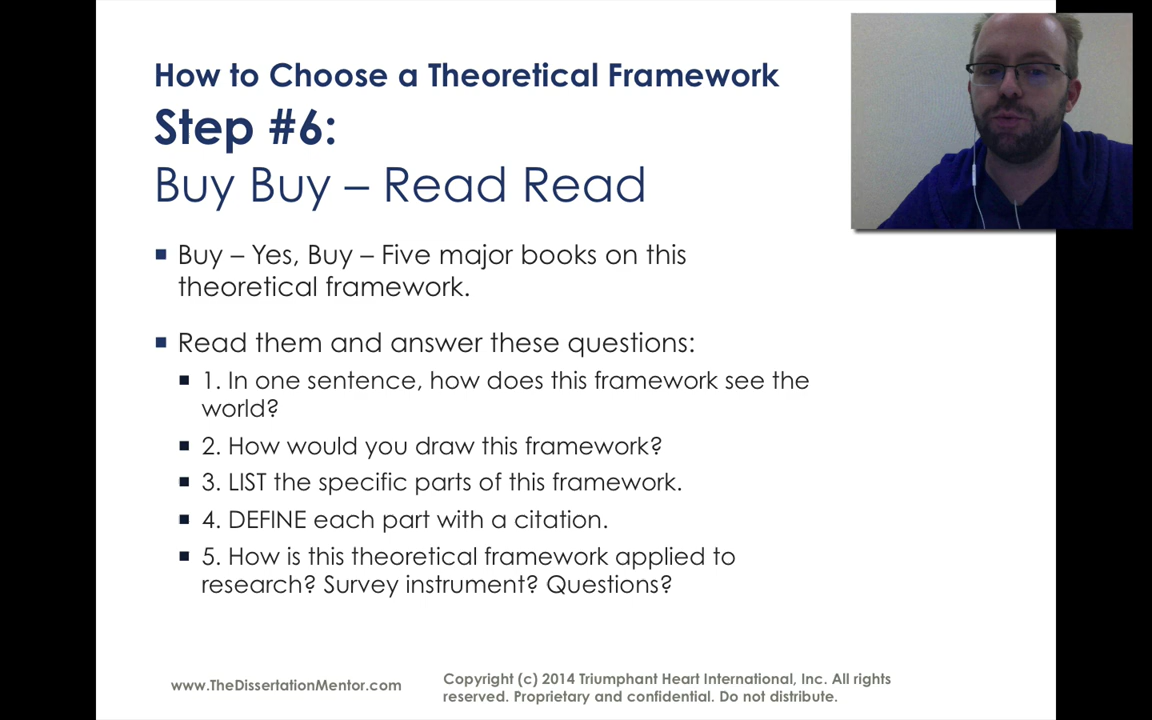 How to Choose a Theoretical Framework
Step #6:
Buy Buy – Read Read
▪ Buy – Yes, Buy – Five major books on this
theoretical framework.
▪ Read them and answer these questions:
▪ 1. In one sentence, how does this framework see the
world?
▪ 2. How would you draw this framework?
▪ 3. LIST the specific parts of this framework.
▪ 4. DEFINE each part with a citation.
▪ 5. How is this theoretical framework applied to
research? Survey instrument? Questions?
www.TheDissertationMentor.com
Copyright (c) 2014 Triumphant Heart International, Inc. All rights
reserved. Proprietary and confidential. Do not distribute.